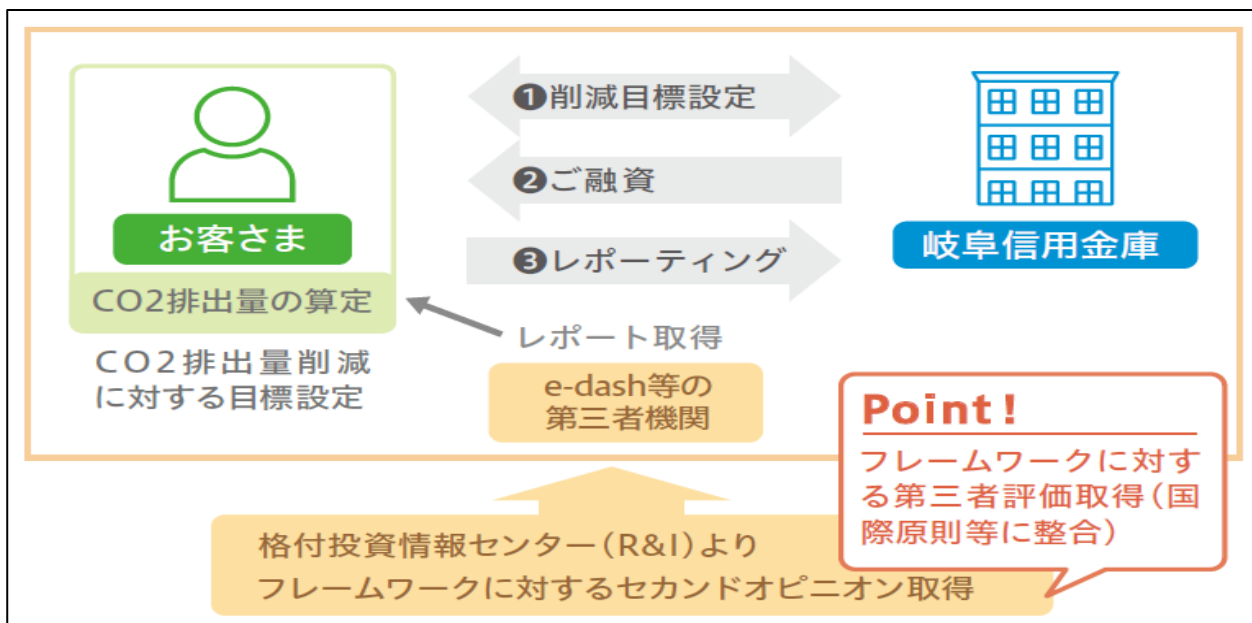 ❶削減目標設定
❷ご融資
❸レポーティング
お客さま
CO2排出量の算定
CO2排出量削減
に対する目標設定
岐阜信用金庫
レポート取得
e-dash等の
第三者機関
Point!
フレームワークに対す
る第三者評価取得(国
際原則等に整合)
格付投資情報センター(R&I)より
フレームワークに対するセカンドオピニオン取得